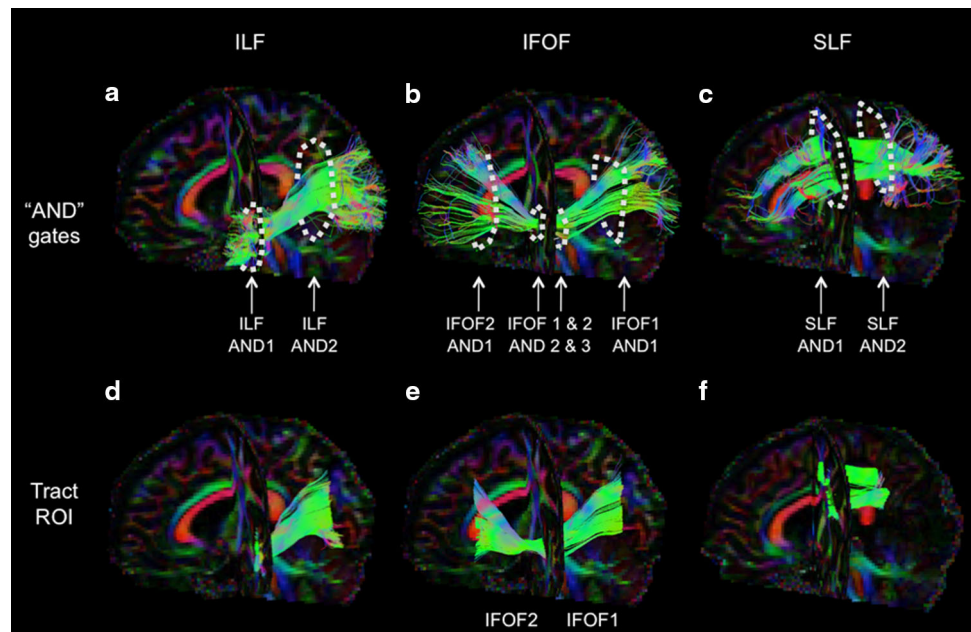 ILF IFOF SLF
a b c
“AND”
gates
IFOF2 IFOF 1 & 2 IFOF1
AND1 AND 2 & 3 AND1
ILF ILF
AND1 AND2
SLF SLF
AND1 AND2
d e f
Tract
ROI
IFOF2 IFOF1